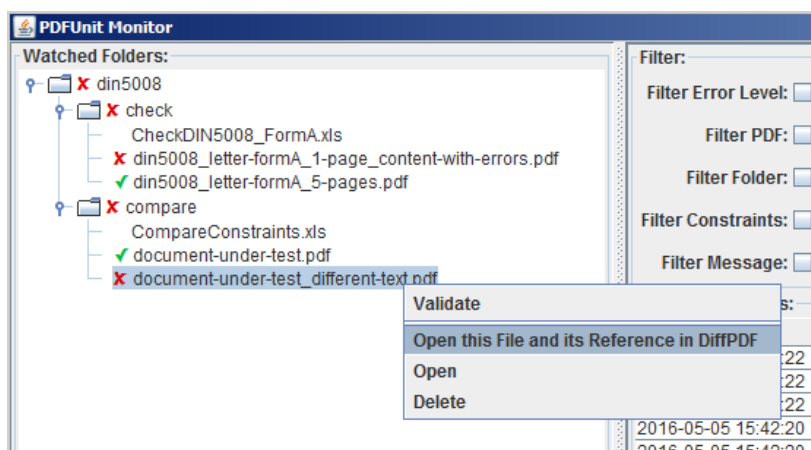 PDFUnit Monitor
Watched Folders:
din5008
check
CheckDIN5008_FormA.xls
din5008_letter-formA_1-page_content-with-errors.pdf
din5008_letter-formA_5-pages.pdf
compare
CompareConstraints.xls
document-under-test.pdf
document-under-test_different-text.pdf
Validate
Open this File and its Reference in DiffPDF
Open
Delete
Filter:
Filter Error Level:
Filter PDF:
Filter Folder:
Filter Constraints:
Filter Message:
s:
:22
:22
:22
2016-05-05 15:42:20